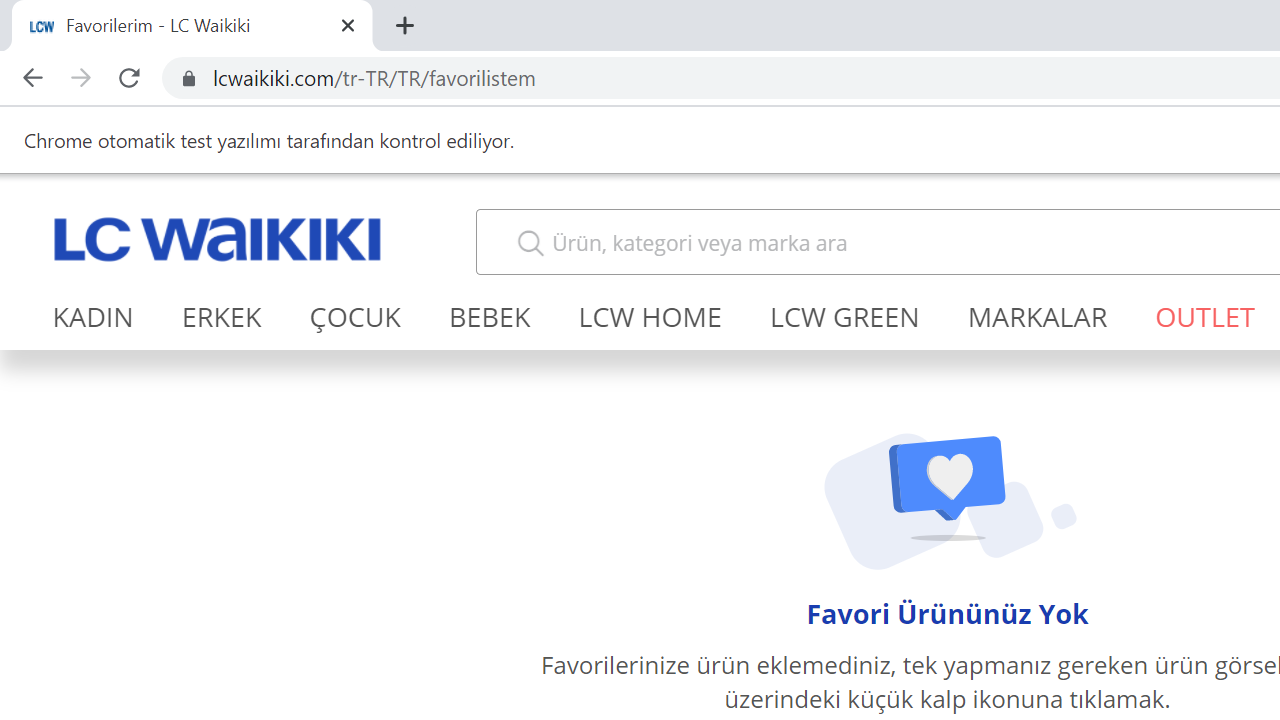 LCW Favorilerim - LC Waikiki
lcwaikiki.com/tr-TR/TR/favorilistem
Chrome otomatik test yazılımı tarafından kontrol ediliyor.
LC WAIKIKI
Ürün, kategori veya marka ara
KADIN ERKEK ÇOCUK BEBEK LCW HOME LCW GREEN MARKALAR OUTLET
Favori Ürününüz Yok
Favorilerinize ürün eklemediniz, tek yapmanız gereken ürün görsel
üzerindeki küçük kalp ikonuna tıklamak.